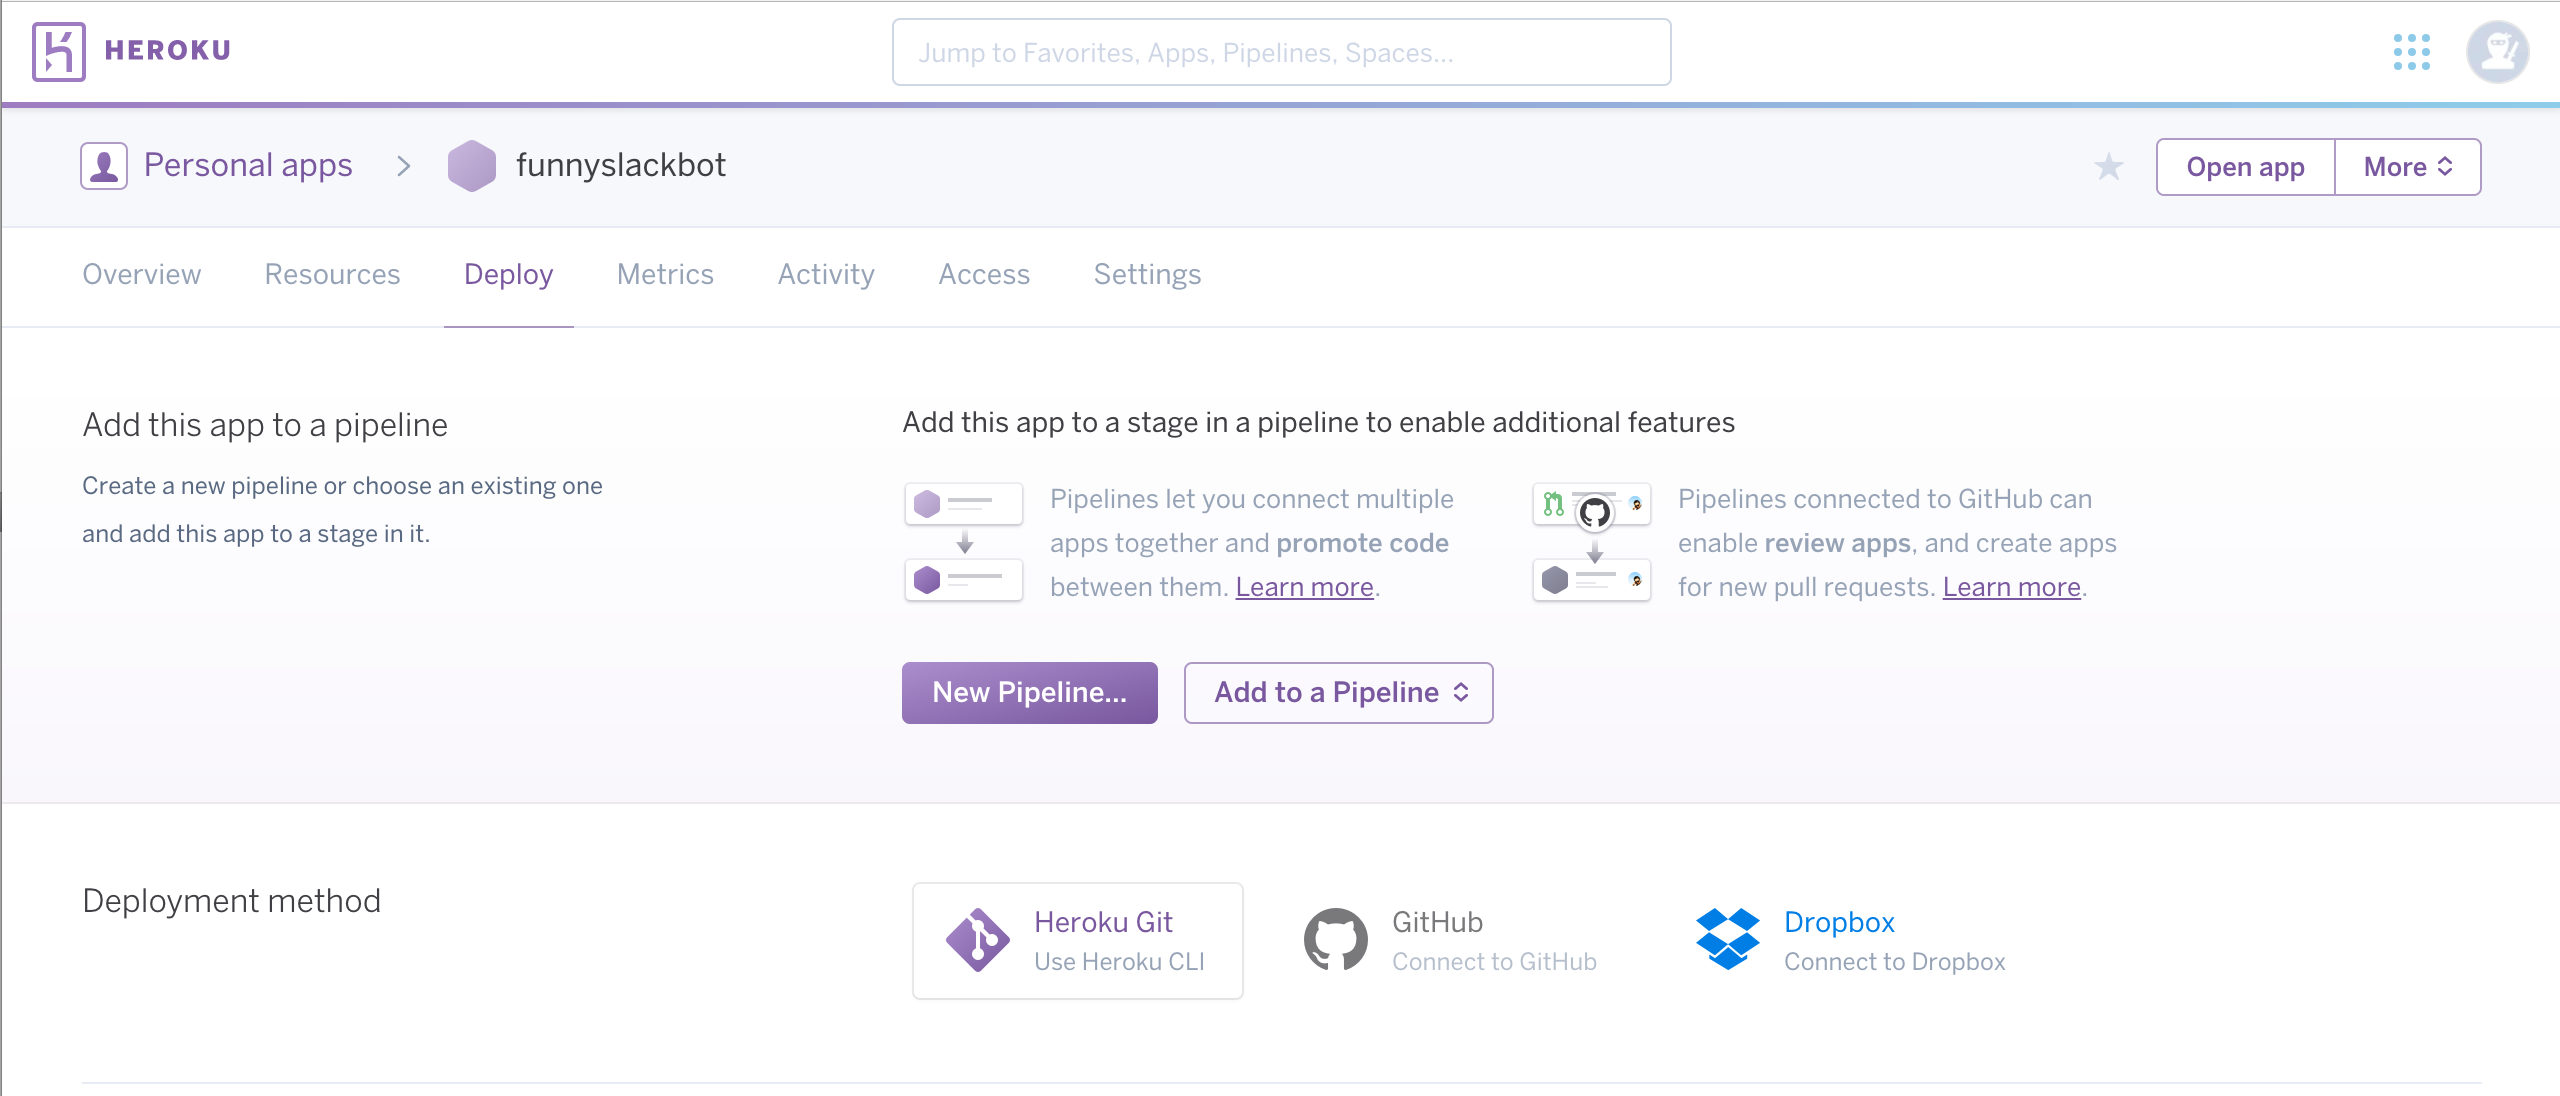 HEROKU
Jump to Favorites, Apps, Pipelines, Spaces...
Personal apps > funnyslackbot
Open app
More
Overview Resources Deploy Metrics Activity Access Settings
Add this app to a pipeline
Create a new pipeline or choose an existing one
and add this app to a stage in it.
Add this app to a stage in a pipeline to enable additional features
Pipelines let you connect multiple
apps together and promote code
between them. Learn more.
Pipelines connected to GitHub can
enable review apps, and create apps
for new pull requests. Learn more.
New Pipeline...
Add to a Pipeline
Deployment method
Heroku Git
Use Heroku CLI
GitHub
Connect to GitHub
Dropbox
Connect to Dropbox